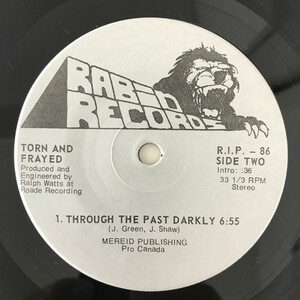 RABID
RECORDS
TORN AND
FRAYED
Produced and
Engineered by
Ralph Watts at
Roade Recording
R.I.P. - 86
SIDE TWO
Intro: :36
33 1/3 RPM
Stereo
1. THROUGH THE PAST DARKLY 6:55
(J. Green, J. Shaw)
MEREID PUBLISHING
Pro Canada